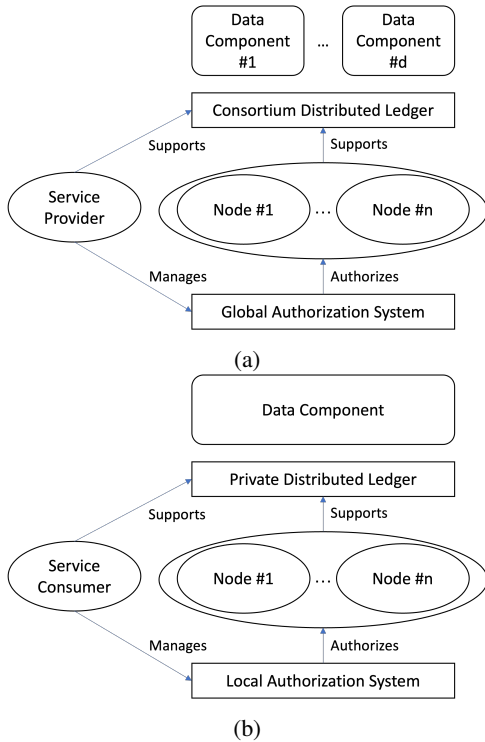 Data
Component
#1
...
Data
Component
#d
Consortium Distributed Ledger
Supports
Supports
Service
Provider
Node #1
...
Node #n
Manages
Authorizes
Global Authorization System
(a)
Data Component
Private Distributed Ledger
Supports
Supports
Service
Consumer
Node #1
...
Node #n
Manages
Authorizes
Local Authorization System
(b)